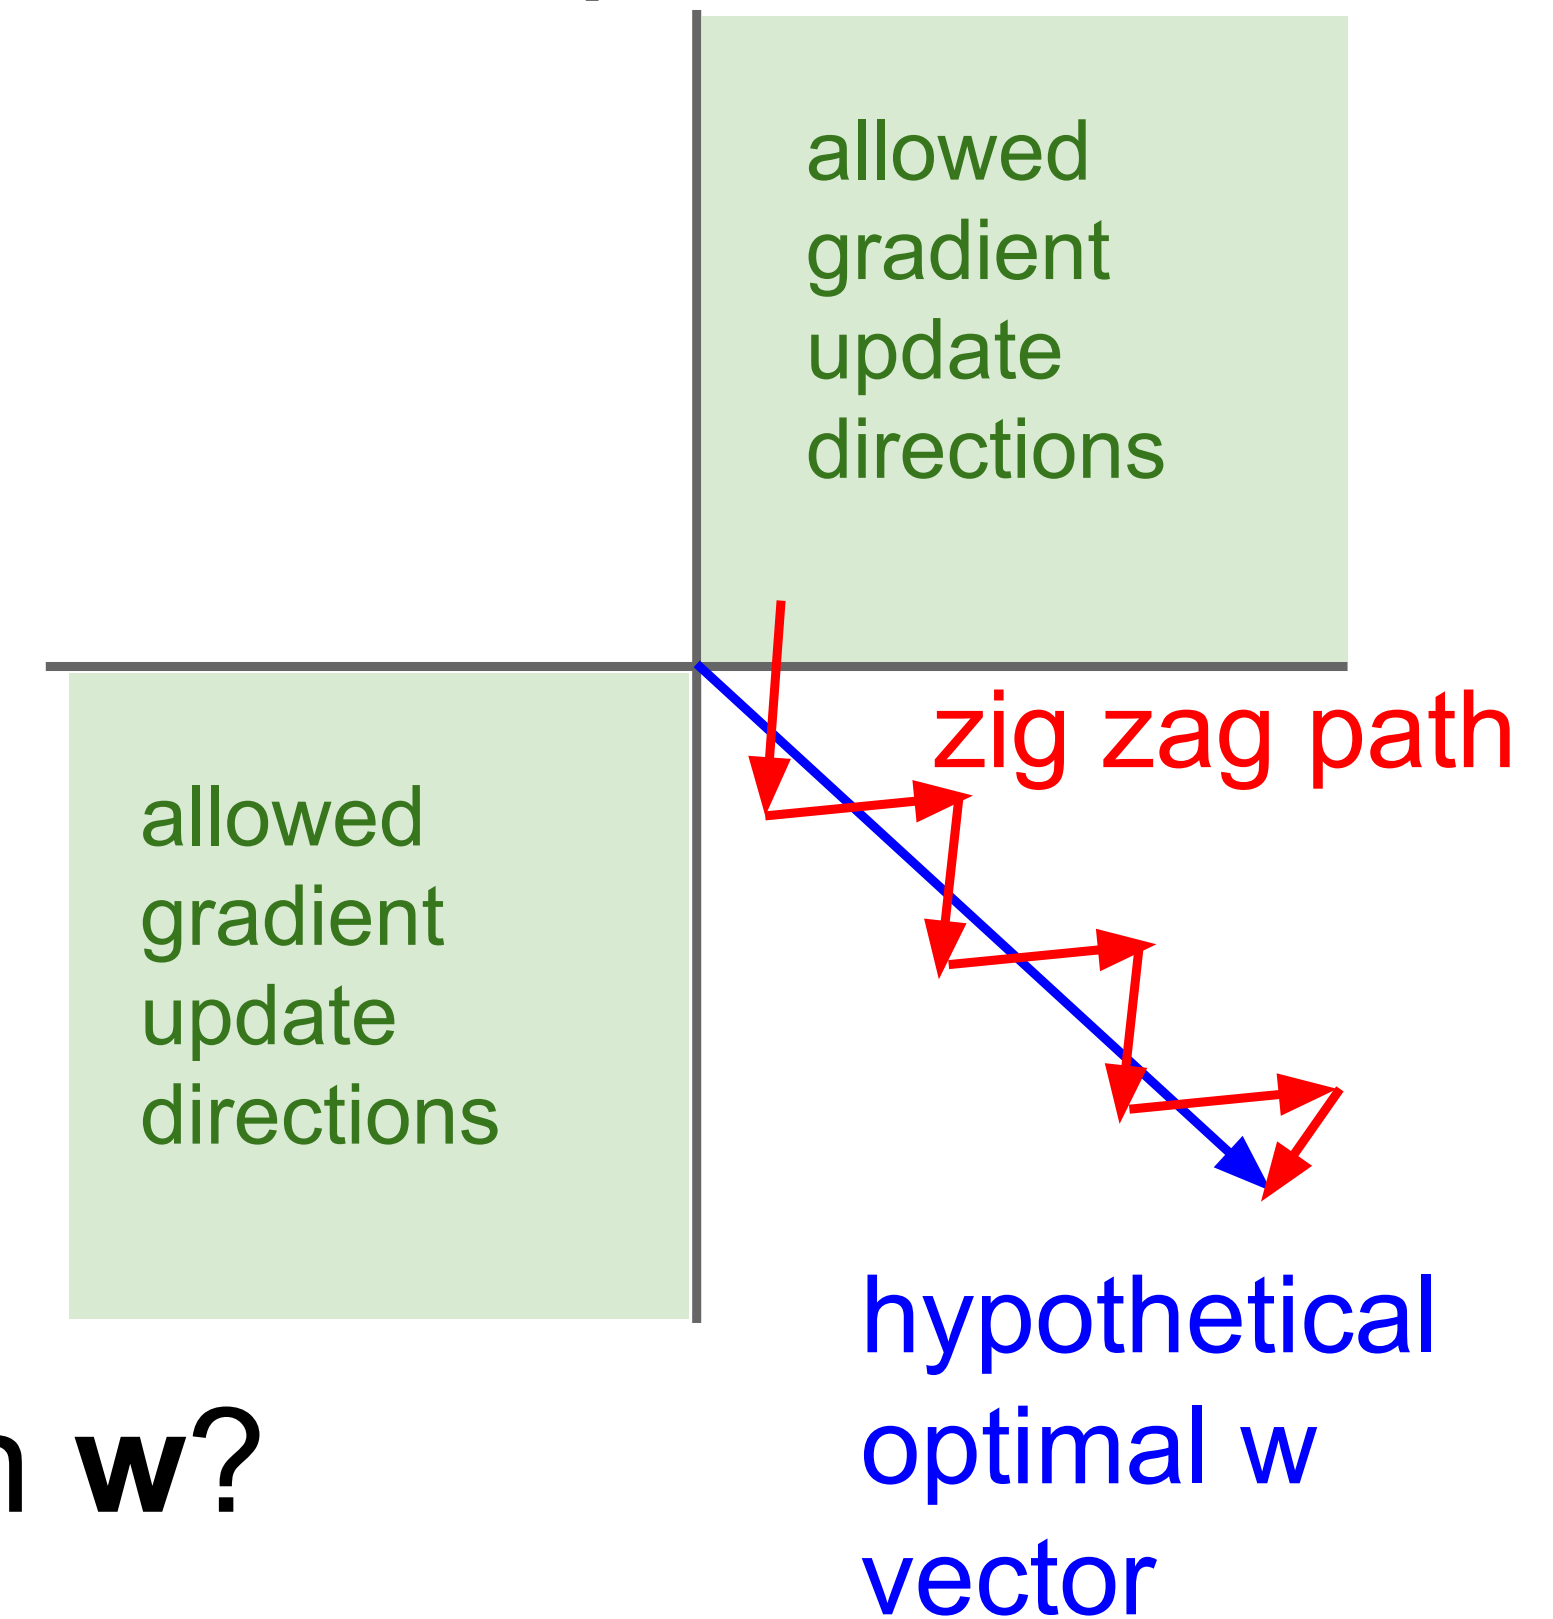 allowed
gradient
update
directions
zig zag path
allowed
gradient
update
directions
hypothetical
optimal w
vector
w?